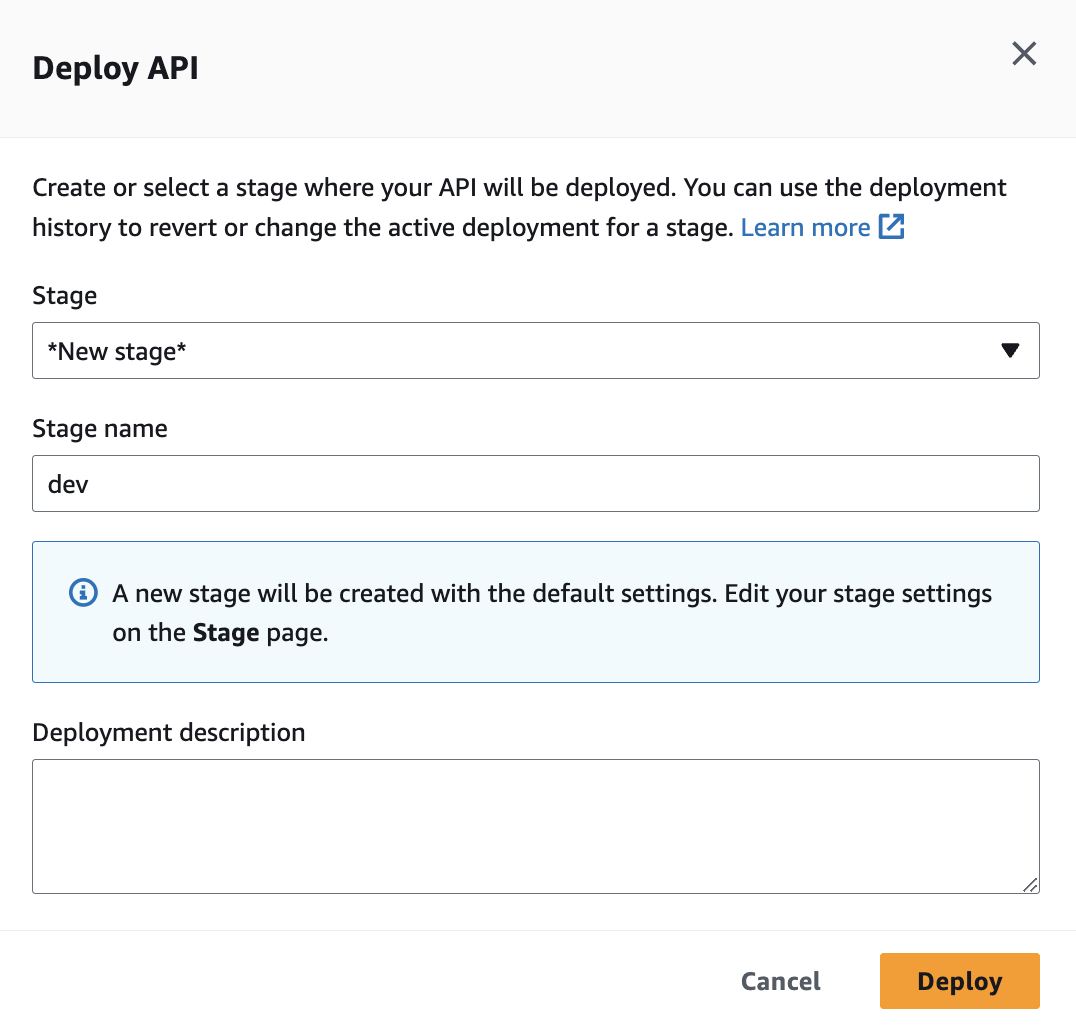 Deploy API
Create or select a stage where your API will be deployed. You can use the deployment
history to revert or change the active deployment for a stage. Learn more
Stage
*New stage*
Stage name
dev
A new stage will be created with the default settings. Edit your stage settings
on the Stage page.
Deployment description
Cancel
Deploy